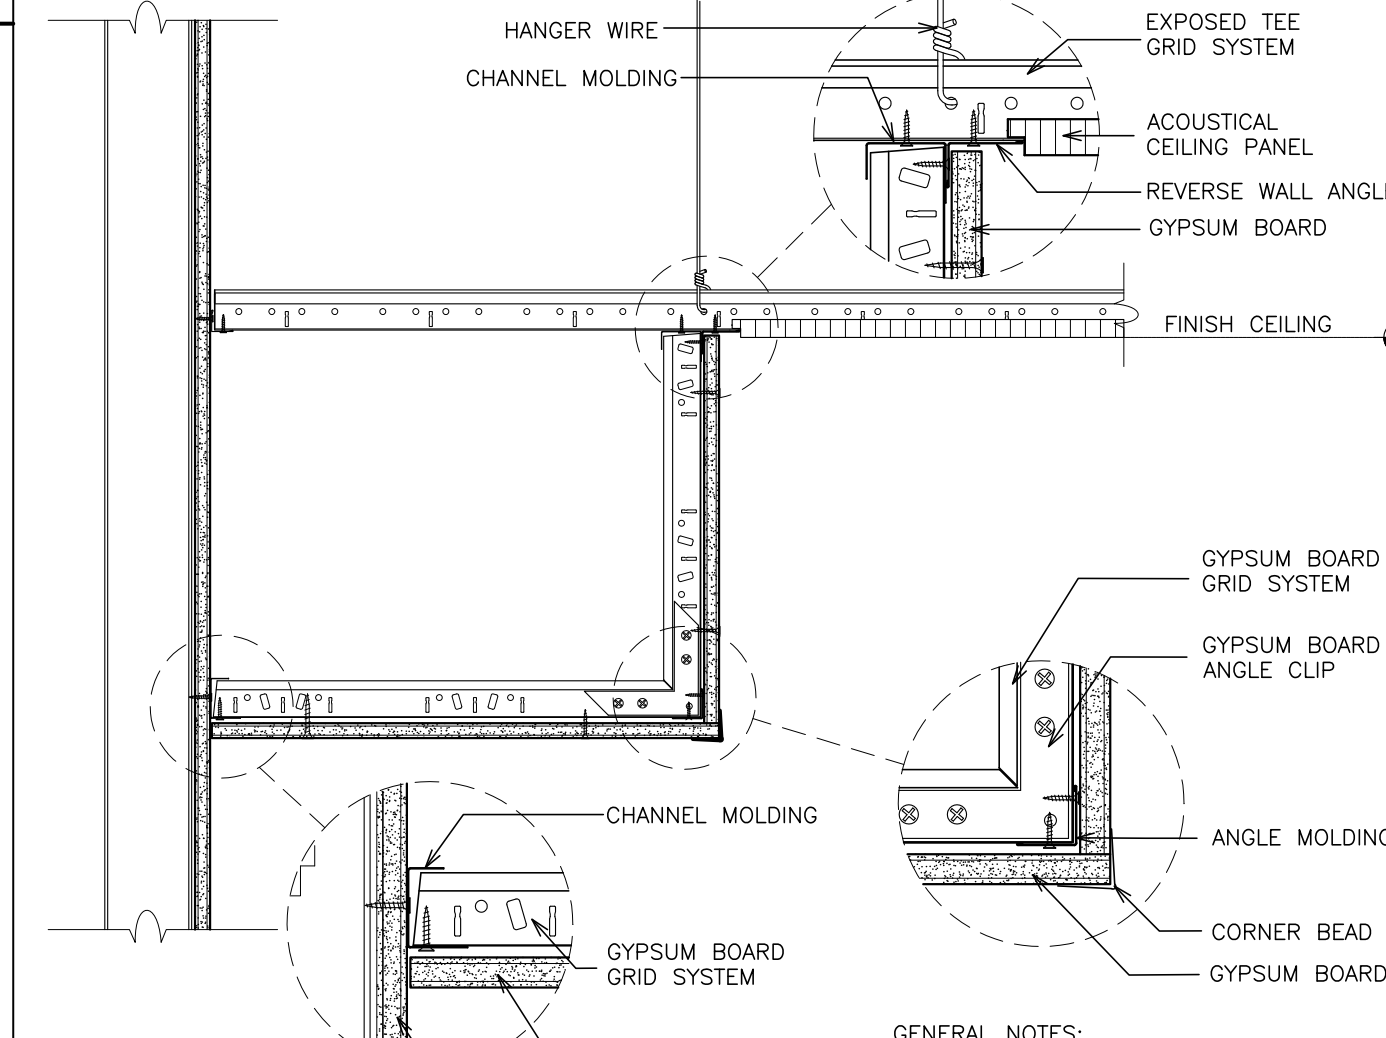 HANGER WIRE
CHANNEL MOLDING
EXPOSED TEE
GRID SYSTEM
ACOUSTICAL
CEILING PANEL
REVERSE WALL
GYPSUM BOARD
FINISH CEILING
GYPSUM BOARD
GRID SYSTEM
GYPSUM BOARD
ANGLE CLIP
CHANNEL MOLDING
ANGLE
CORNER BEAD
GYPSUM BOARD
GRID SYSTEM
GYPSUM BOARD
GENERAL NOTES: